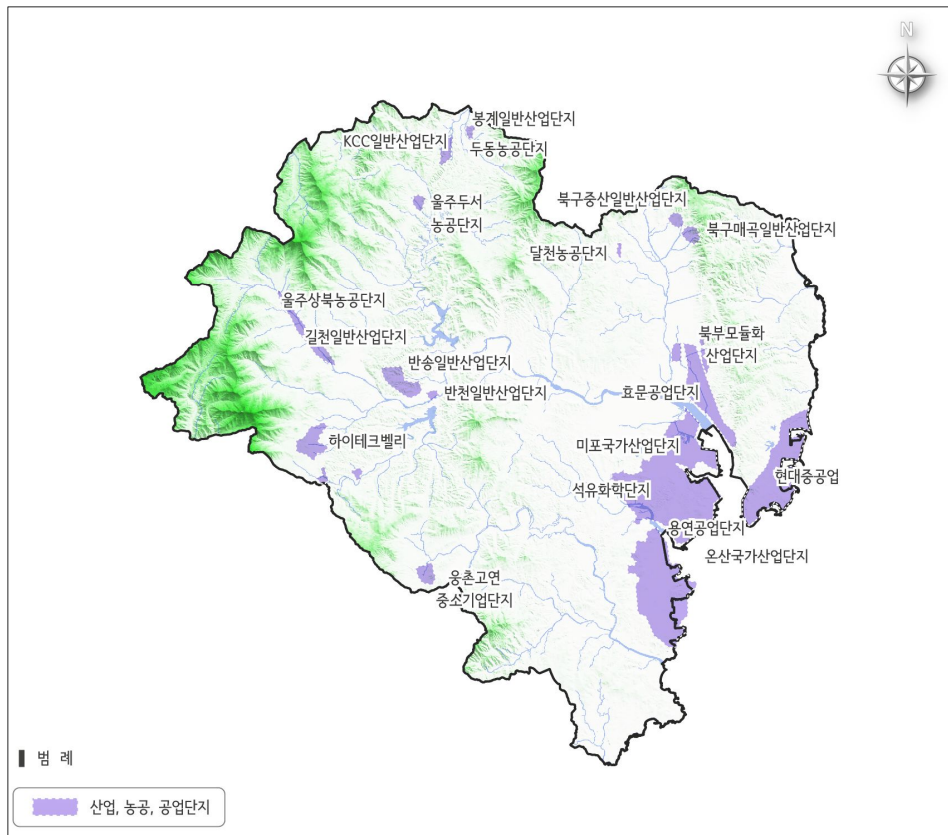 N
봉계일반산업단지
KCC일반산업단지
두동농공단지
울주두서
농공단지
북구중산일반산업단지
북구매곡일반산업단지
달천농공단지
울주상북농공단지
길천일반산업단지
북부모듈화
산업단지
반송일반산업단지
반천일반산업단지
효문공업단지
하이테크벨리
미포국가산업단지
현대중공업
석유화학단지
용연공업단지
온산국가산업단지
웅촌고연
중소기업단지
범 례
산업, 농공, 공업단지